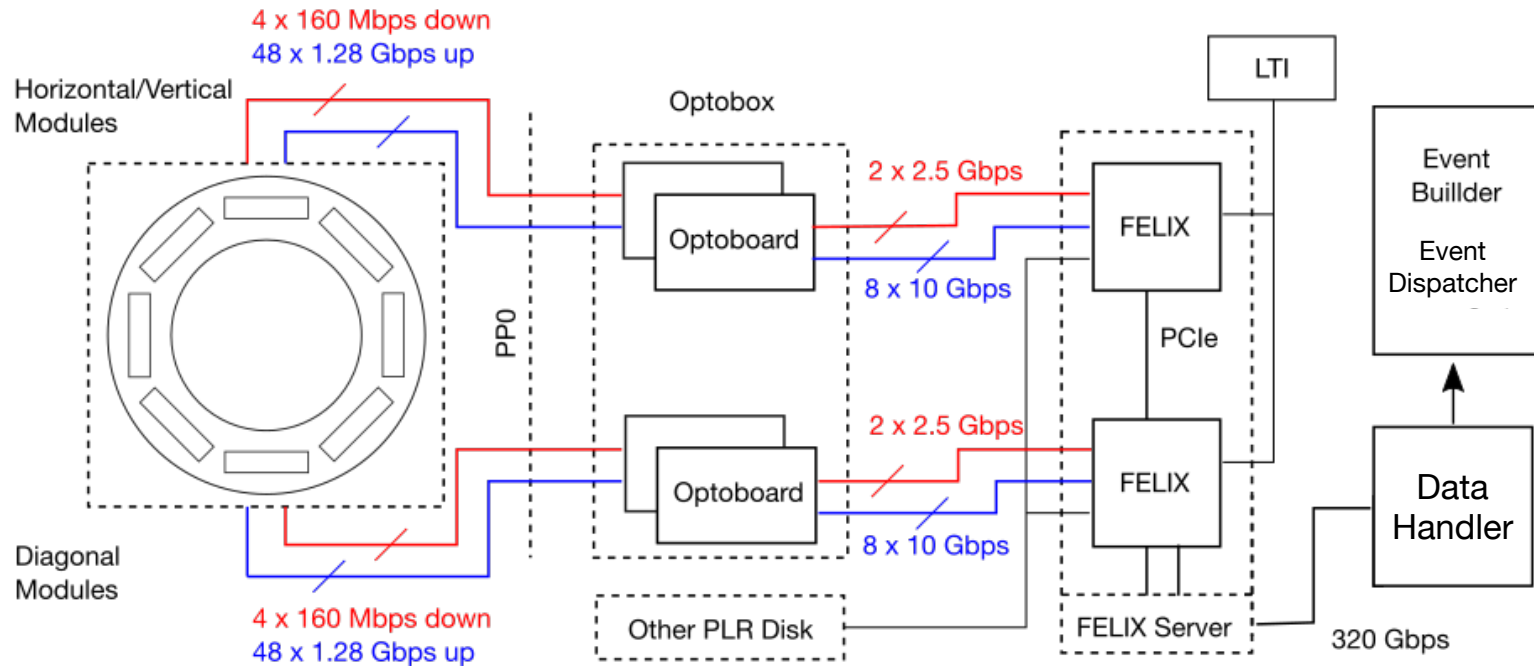 4 x 160 Mbps down
48 x 1.28 Gbps up
Horizontal/Vertical
Modules
PP0
Optobox
Optoboard
2 x 2.5 Gbps
8 x 10 Gbps
FELIX
LTI
PCIe
Event
Buillder
Event
Dispatcher
Optoboard
2 x 2.5 Gbps
8 x 10 Gbps
FELIX
Data
Handler
Diagonal
Modules
4 x 160 Mbps down
48 x 1.28 Gbps up
Other PLR Disk
FELIX Server
320 Gbps